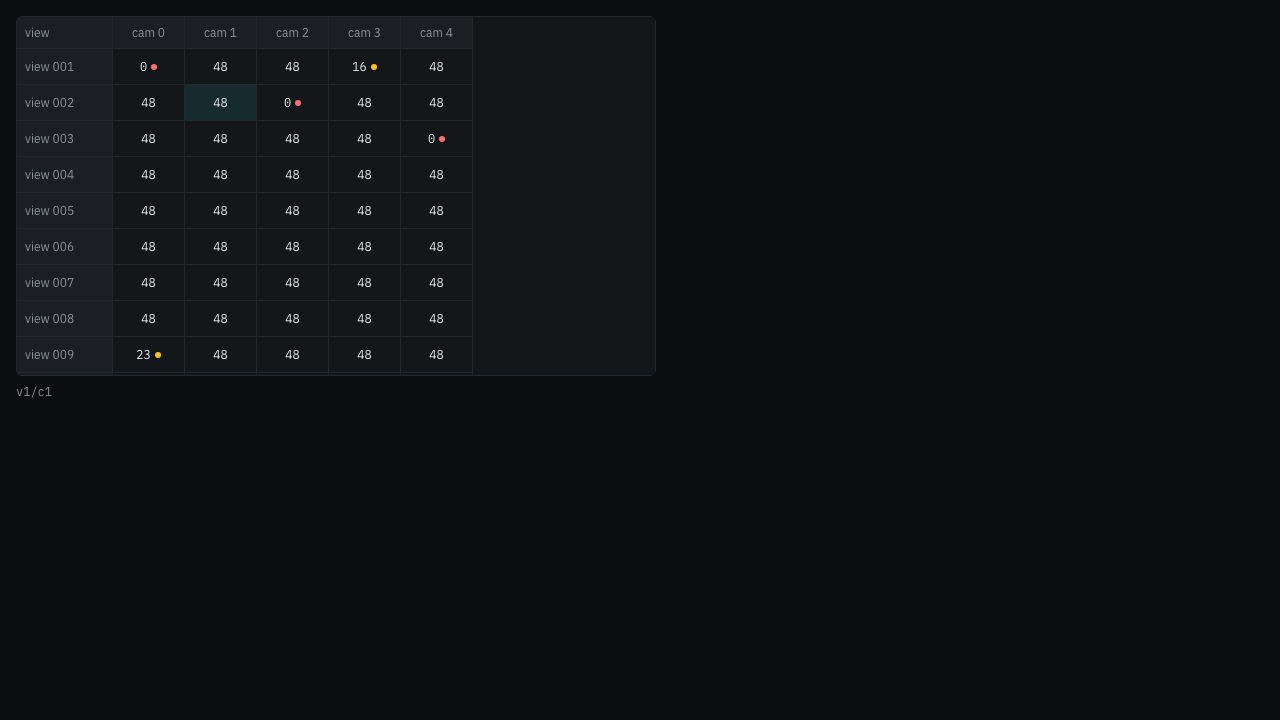 view cam 0 cam 1 cam 2 cam 3 cam 4
view 001 0 48 48 16 48
view 002 48 48 0 48 48
view 003 48 48 48 48 0
view 004 48 48 48 48 48
view 005 48 48 48 48 48
view 006 48 48 48 48 48
view 007 48 48 48 48 48
view 008 48 48 48 48 48
view 009 23 48 48 48 48
v1/c1